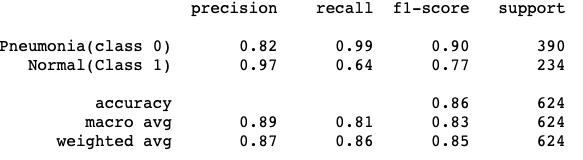 precision recall f1-score support
Pneumonia(class 0) 0.82 0.99 0.90 390
Normal(Class 1) 0.97 0.64 0.77 234
accuracy 0.86 624
macro avg 0.89 0.81 0.83 624
weighted avg 0.87 0.86 0.85 624